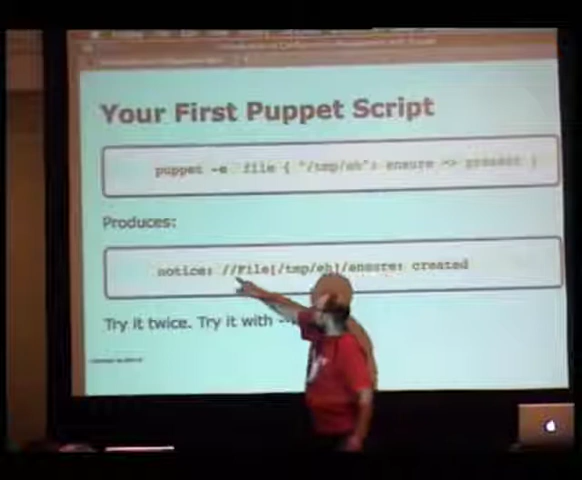 Your First Puppet Script
puppet -e file { "/tmp/eh": ensure => present }
Produces:
notice: //File[/tmp/eh]/ensure: created
Try it twice. Try it with